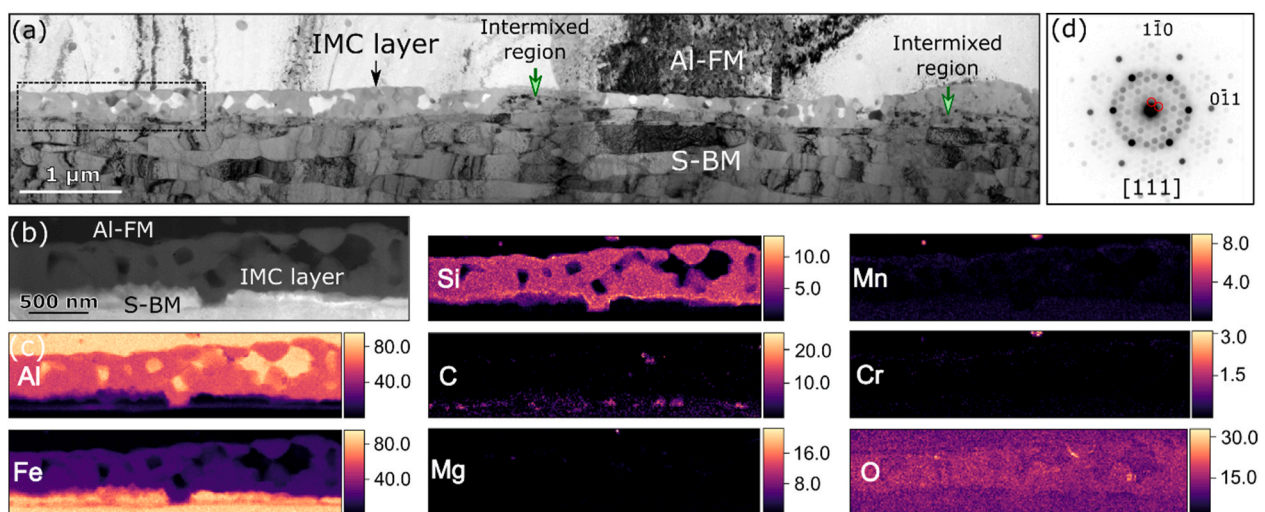 (a)
IMC layer
Intermixed
region
Al-FM
Intermixed
region
S-BM
1 μm
(d)
11̅0
01̅1
[111]
(b)
Al-FM
IMC layer
500 nm
S-BM
Si
10.0
5.0
Mn
8.0
4.0
(c)
Al
80.0
40.0
C
20.0
10.0
Cr
3.0
1.5
Fe
80.0
40.0
Mg
16.0
8.0
O
30.0
15.0